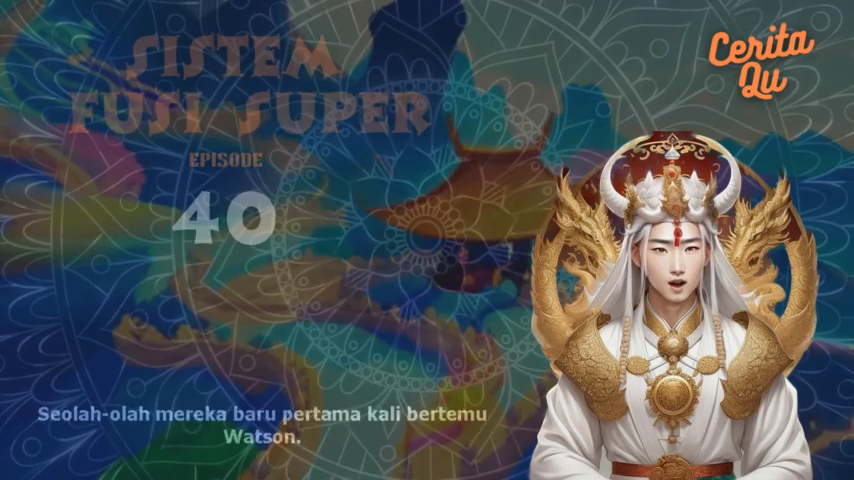 SISTEM
FUSI SUPER
EPISODE
40
Cerita
Qu
Seolah-olah mereka baru pertama kali bertemu
Watson.